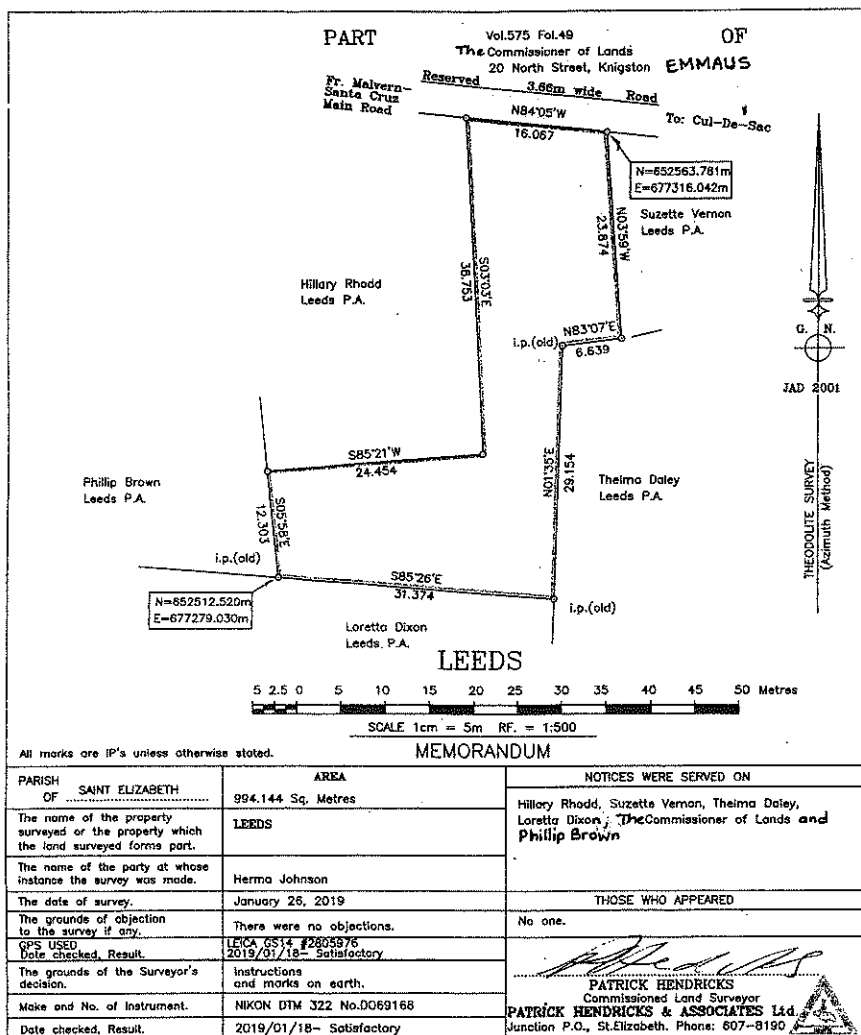 PART
Vol.575 Fol.49
OF
The Commissioner of Lands
20 North Street, Knigston
EMMAUS
Fr. Malvern-
Santa Cruz
Main Road
Reserved 3.66m wide Road
To: Cul-De-Sac
N84°05'W
16.067
N=652563.781m
E=677316.042m
Suzette Vernon
Leeds P.A.
N03°59'W
23.874
S03°03'E
38.753
Hillary Rhodd
Leeds P.A.
i.p.(old)
N83°07'E
6.639
G. N.
JAD 2001
S85°21'W
24.454
N01°35'E
29.154
Thelma Daley
Leeds P.A.
THEODOLITE SURVEY
(Azimuth Method)
Phillip Brown
Leeds P.A.
S05°58'E
12.303
i.p.(old)
S85°26'E
31.374
i.p.(old)
N=652512.520m
E=677279.030m
Loretta Dixon
Leeds P.A.
LEEDS
5 2.5 0 5 10 15 20 30 35 40 45 50 Metres
SCALE 1cm = 5m RF. = 1:500
All marks are IP's unless otherwise stated.
MEMORANDUM
PARISH
OF SAINT ELIZABETH
AREA
994.144 Sq. Metres
NOTICES WERE SERVED ON
Hillary Rhodd, Suzette Vernon, Thelma Daley,
Loretta Dixon, The Commissioner of Lands and
Phillip Brown
The name of the property
surveyed or the property which
the land surveyed forms part.
LEEDS
The name of the party at whose
instance the survey was made.
Herma Johnson
The date of survey.
January 26, 2019
THOSE WHO APPEARED
No one.
The grounds of objection
to the survey if any.
There were no objections.
GPS USED
Date checked, Result.
LEICA GS14 #2805976
2019/01/18- Satisfactory
The grounds of the Surveyor's
decision.
Instructions
and marks on earth.
Make and No. of Instrument.
NIKON DTM 322 No.D069168
Date checked, Result.
2019/01/18- Satisfactory
PATRICK HENDRICKS
Commissioned Land Surveyor
PATRICK HENDRICKS & ASSOCIATES Ltd.
Junction P.O., St.Elizabeth. Phone: 607-8190